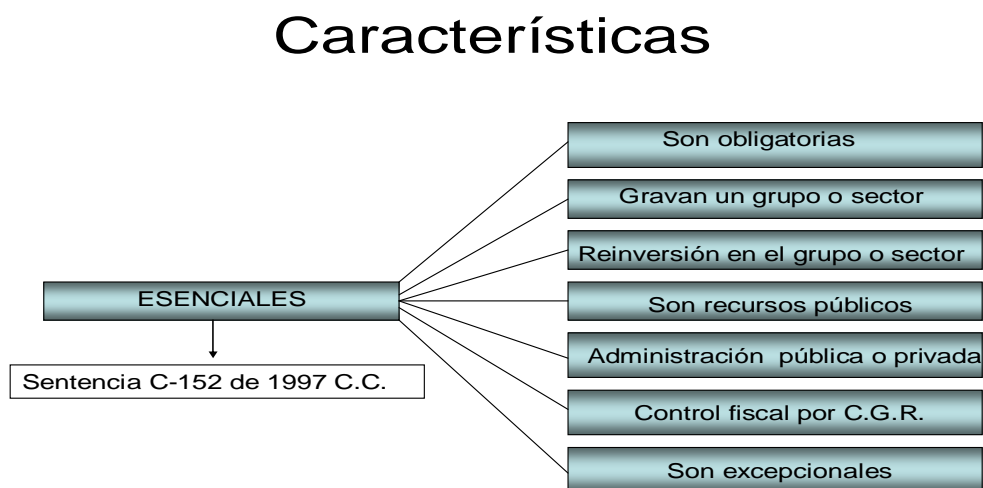 Características
ESENCIALES
Sentencia C-152 de 1997 C.C.
Son obligatorias
Gravan un grupo o sector
Reinversión en el grupo o sector
Son recursos públicos
Administración pública o privada
Control fiscal por C.G.R.
Son excepcionales